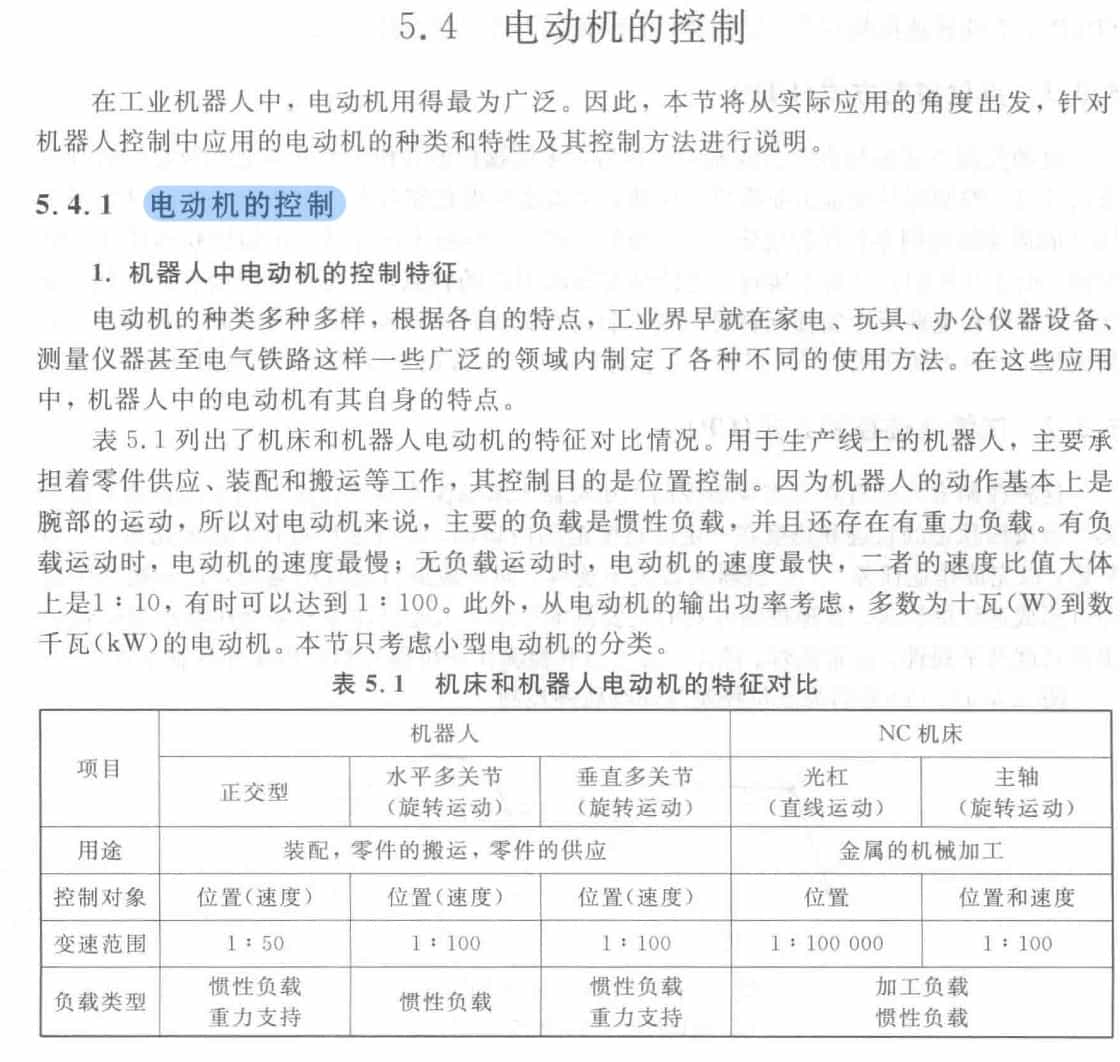 5.4 电动机的控制
在工业机器人中，电动机用得最为广泛。因此，本节将从实际应用的角度出发，针对
机器人控制中应用的电动机的种类和特性及其控制方法进行说明。
5.4.1 电动机的控制
1. 机器人中电动机的控制特征
电动机的种类多种多样，根据各自的特点，工业界早就在家电、玩具、办公仪器设备、
测量仪器甚至电气铁路这样一些广泛的领域内制定了各种不同的使用方法。在这些应用
中，机器人中的电动机有其自身的特点。
表 5.1 列出了机床和机器人电动机的特征对比情况。用于生产线上的机器人，主要承
担着零件供应、装配和搬运等工作，其控制目的是位置控制。因为机器人的动作基本上是
腕部的运动，所以对电动机来说，主要的负载是惯性负载，并且还存在有重力负载。有负
载运动时，电动机的速度最慢；无负载运动时，电动机的速度最快，二者的速度比值大体
上是1∶10，有时可以达到 1∶100。此外，从电动机的输出功率考虑，多数为十瓦(W)到数
千瓦(kW)的电动机。本节只考虑小型电动机的分类。
表 5.1 机床和机器人电动机的特征对比
项目 机器人 NC 机床
正交型 水平多关节 垂直多关节 光杠 主轴
（旋转运动） （旋转运动） （直线运动） （旋转运动）
用途 装配，零件的搬运，零件的供应 金属的机械加工
控制对象 位置（速度） 位置（速度） 位置（速度） 位置 位置和速度
变速范围 1∶50 1∶100 1∶100 1∶100 000 1∶100
负载类型 惯性负载 惯性负载 惯性负载 加工负载
重力支持 重力支持 惯性负载